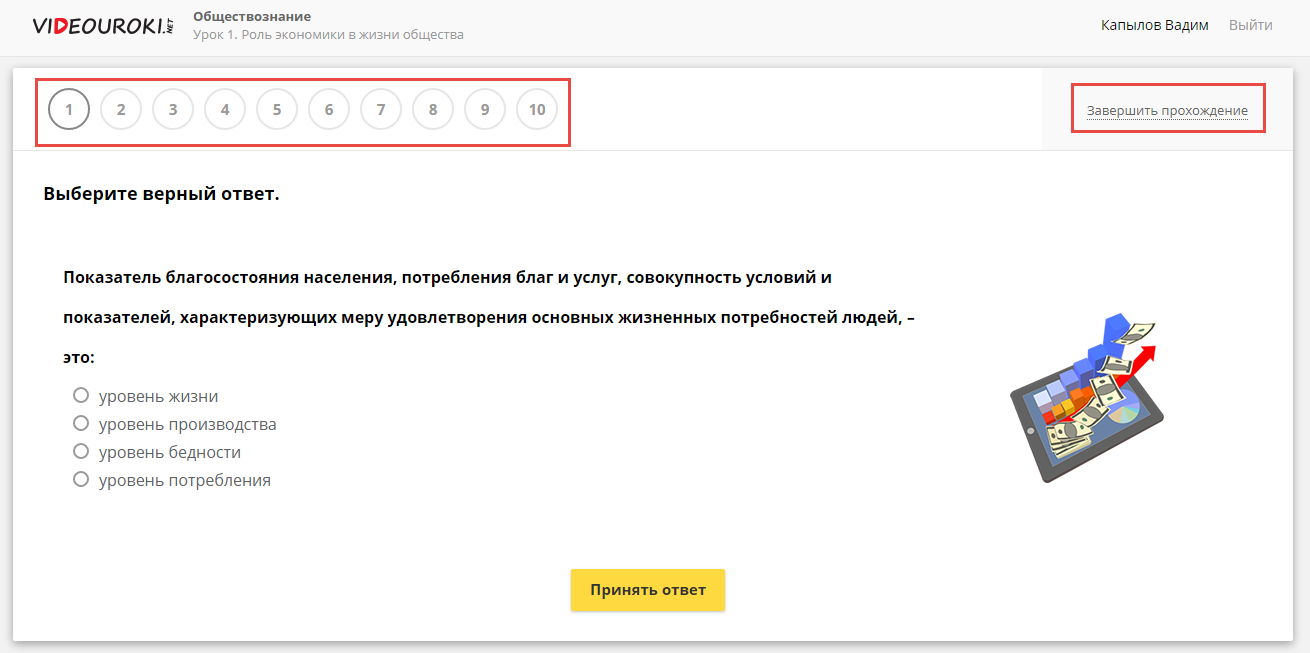 VIDEOUROKI.NET
Обществознание
Урок 1. Роль экономики в жизни общества
Капылов Вадим Выйти
1 2 3 4 5 6 7 8 9 10
Завершить прохождение
Выберите верный ответ.
Показатель благосостояния населения, потребления благ и услуг, совокупность условий и
показателей, характеризующих меру удовлетворения основных жизненных потребностей людей, –
это:
уровень жизни
уровень производства
уровень бедности
уровень потребления
Принять ответ